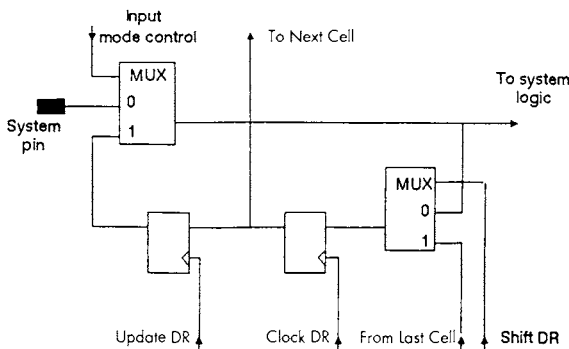 Input
mode control
To Next Cell
MUX
0
1
System
pin
To system
logic
MUX
0
1
Update DR
Clock DR
From Last Cell
Shift DR